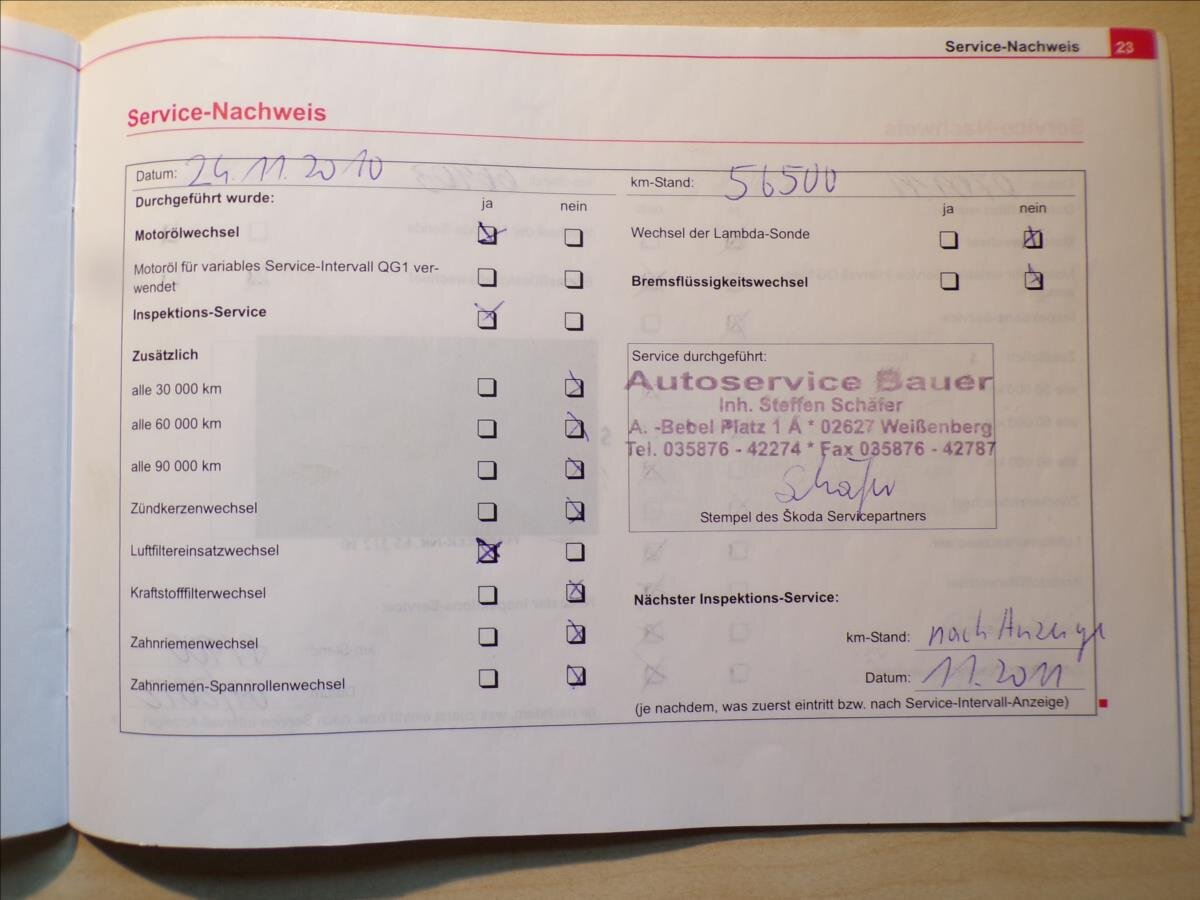 Service-Nachweis 23
Service-Nachweis
Datum: 24.11.2010
km-Stand: 56500
Durchgeführt wurde:
ja nein
Motorölwechsel
Motoröl für variables Service-Intervall QG1 ver-
wendet
Inspektions-Service
Zusätzlich
alle 30 000 km
alle 60 000 km
alle 90 000 km
Zündkerzenwechsel
Luftfiltereinsatzwechsel
Kraftstofffilterwechsel
Zahnriemenwechsel
Zahnriemen-Spannrollenwechsel
ja nein
Wechsel der Lambda-Sonde
Bremsflüssigkeitswechsel
Service durchgeführt:
Autoservice Bauer
Inh. Steffen Schäfer
A. -Bebel Platz 1 A * 02627 Weißenberg
Tel. 035876 - 42274 * Fax 035876 - 42787
Schäfer
Stempel des Škoda Servicepartners
Nächster Inspektions-Service:
km-Stand: nach Anzeige
Datum: 11.2011
(je nachdem, was zuerst eintritt bzw. nach Service-Intervall-Anzeige)